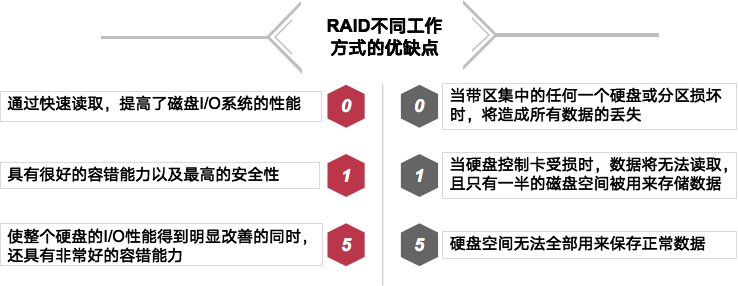 RAID不同工作
方式的优缺点
通过快速读取，提高了磁盘I/O系统的性能
0
0
当带区集中的任何一个硬盘或分区损坏
时，将造成所有数据的丢失
具有很好的容错能力以及最高的安全性
1
1
当硬盘控制卡受损时，数据将无法读取，
且只有一半的磁盘空间被用来存储数据
使整个硬盘的I/O性能得到明显改善的同时，
还具有非常好的容错能力
5
5
硬盘空间无法全部用来保存正常数据